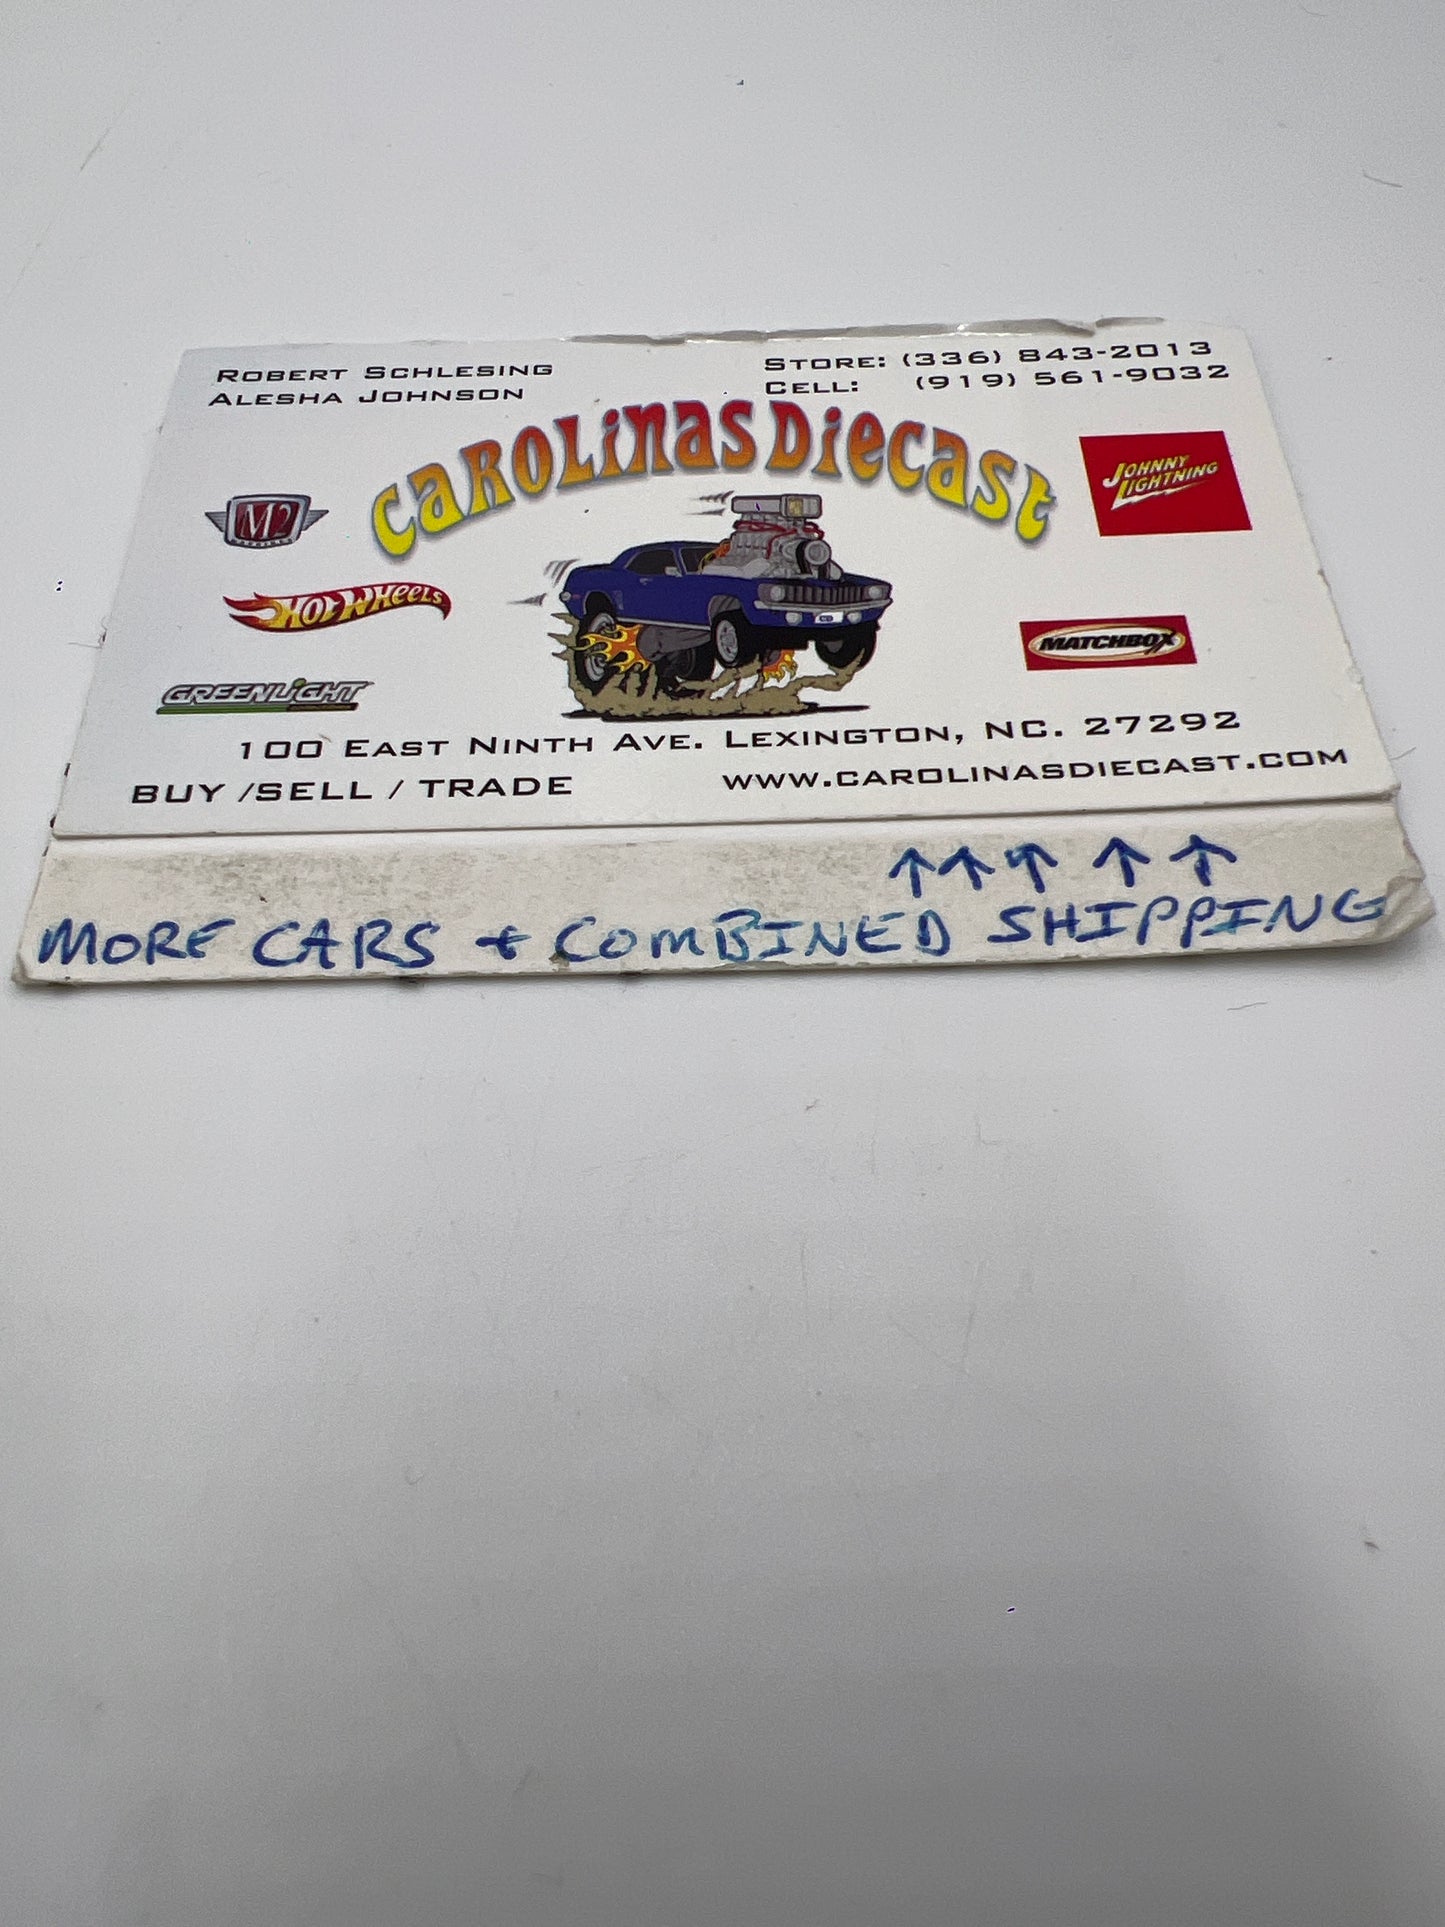 Robert Schlesing
Alesha Johnson
Store: (336) 843-2013
Cell: (919) 561-9032
Carolinas Diecast
M2
Johnny Lightning
Hot Wheels
Matchbox
Greenlight
100 East Ninth Ave. Lexington, NC. 27292
BUY /SELL / TRADE
www.carolinasdiecast.com
↑ ↑ ↑ ↑ ↑
MORE CARS + COMBINED SHIPPING